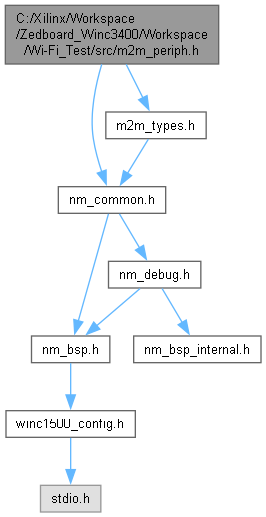 C:/Xilinx/Workspace
/Zedboard_Winc3400/Workspace
/Wi-Fi_Test/src/m2m_periph.h
m2m_types.h
nm_common.h
nm_debug.h
nm_bsp.h
nm_bsp_internal.h
winc1500_config.h
stdio.h